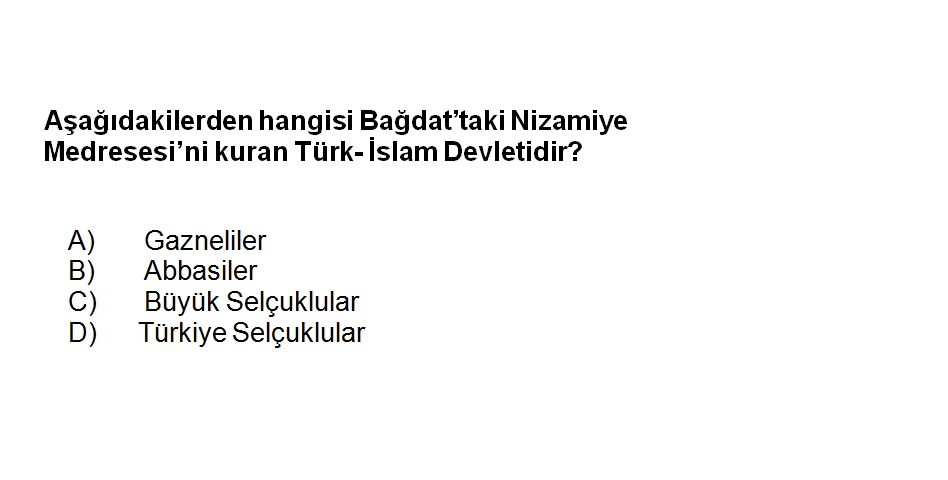 Aşağıdakilerden hangisi Bağdat’taki Nizamiye
Medresesi’ni kuran Türk- İslam Devletidir?
A) Gazneliler
B) Abbasiler
C) Büyük Selçuklular
D) Türkiye Selçuklular